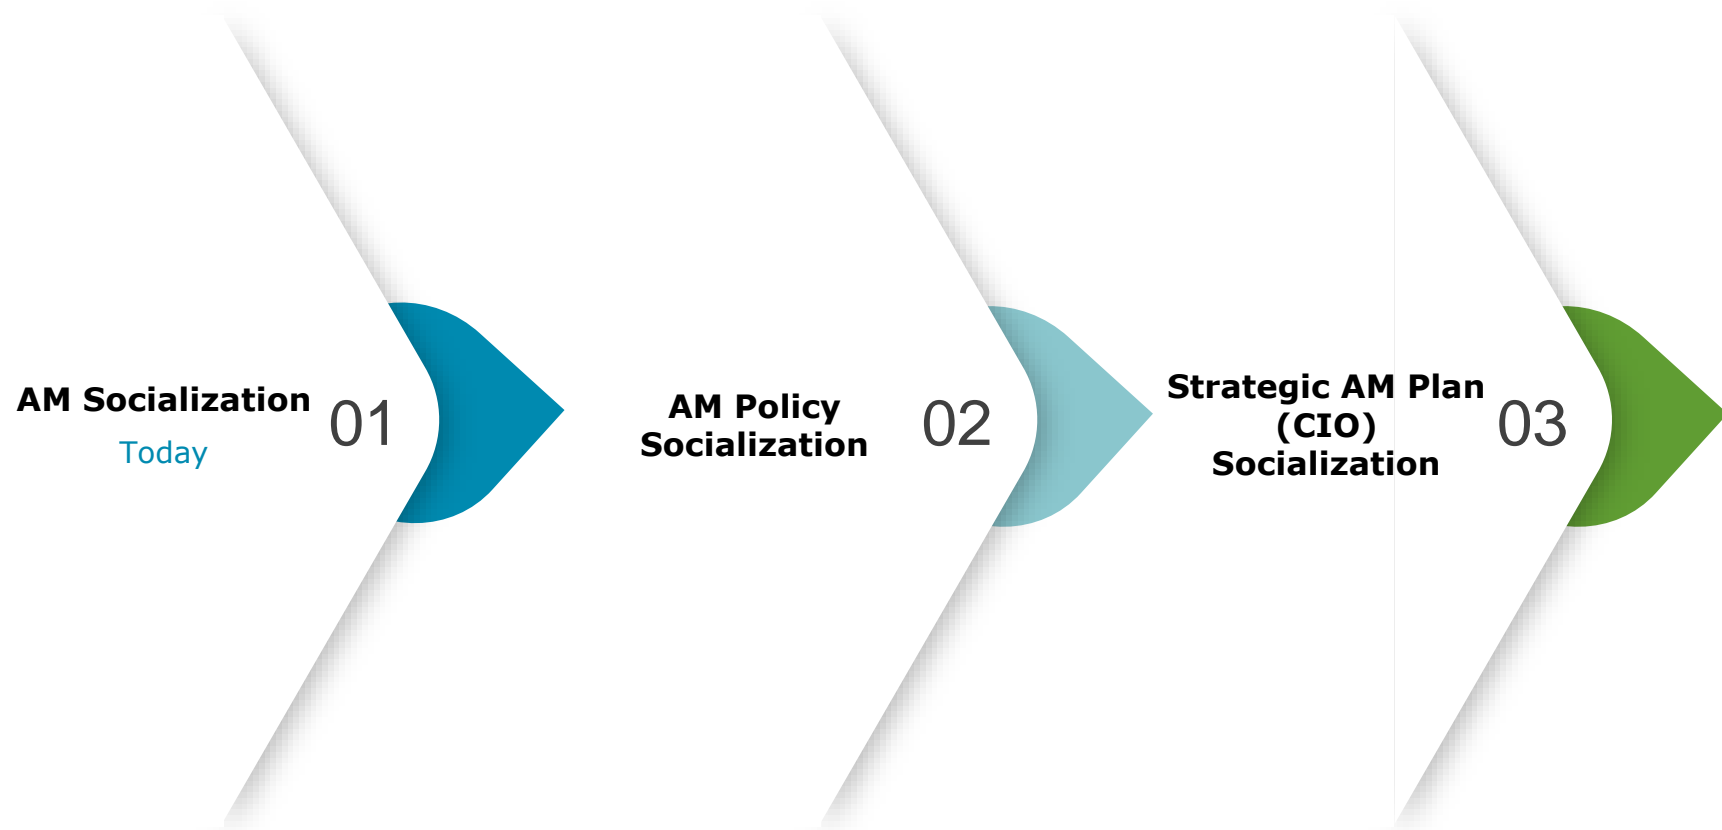 AM Socialization
Today
01
AM Policy
Socialization
02
Strategic AM Plan
(CIO)
Socialization
03